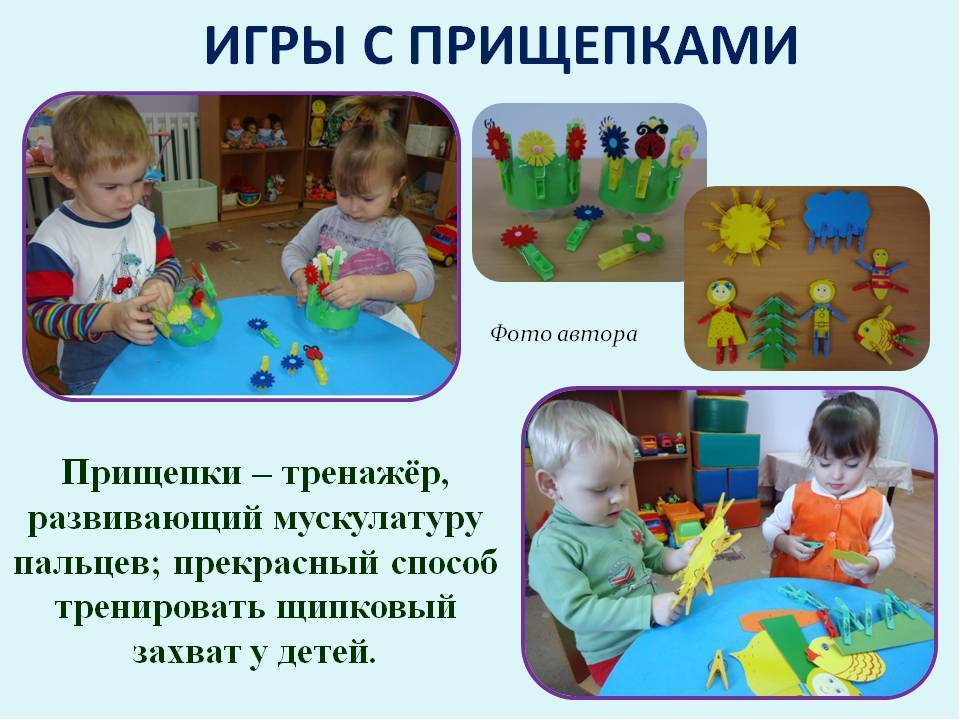 ИГРЫ С ПРИЩЕПКАМИ
Фото автора
Прищепки – тренажёр,
развивающий мускулатуру
пальцев; прекрасный способ
тренировать щипковый
захват у детей.